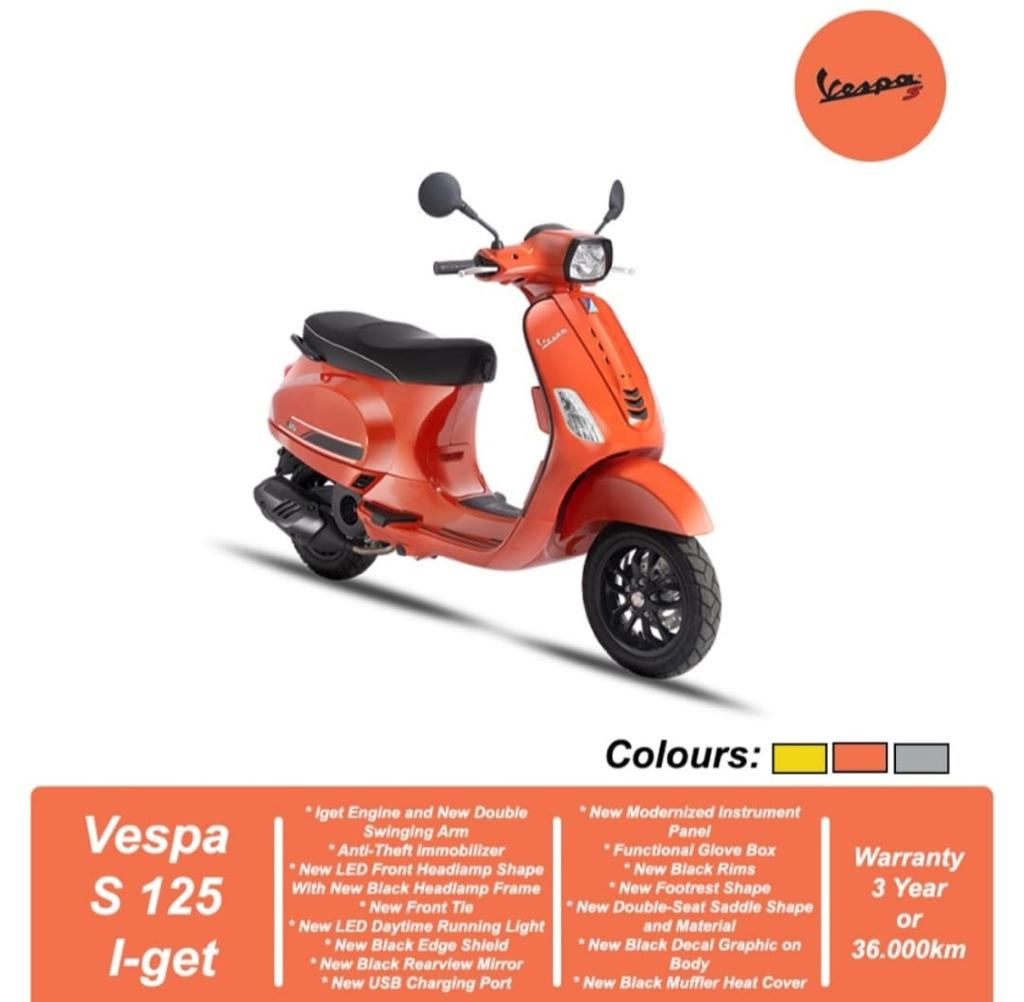 Vespa S
Vespa
Colours:
Vespa
S 125
I-get
* Iget Engine and New Double
Swinging Arm
* Anti-Theft Immobilizer
* New LED Front Headlamp Shape
With New Black Headlamp Frame
* New Front Tie
* New LED Daytime Running Light
* New Black Edge Shield
* New Black Rearview Mirror
* New USB Charging Port
* New Modernized Instrument
Panel
* Functional Glove Box
* New Black Rims
* New Footrest Shape
* New Double-Seat Saddle Shape
and Material
* New Black Decal Graphic on
Body
* New Black Muffler Heat Cover
Warranty
3 Year
or
36.000km